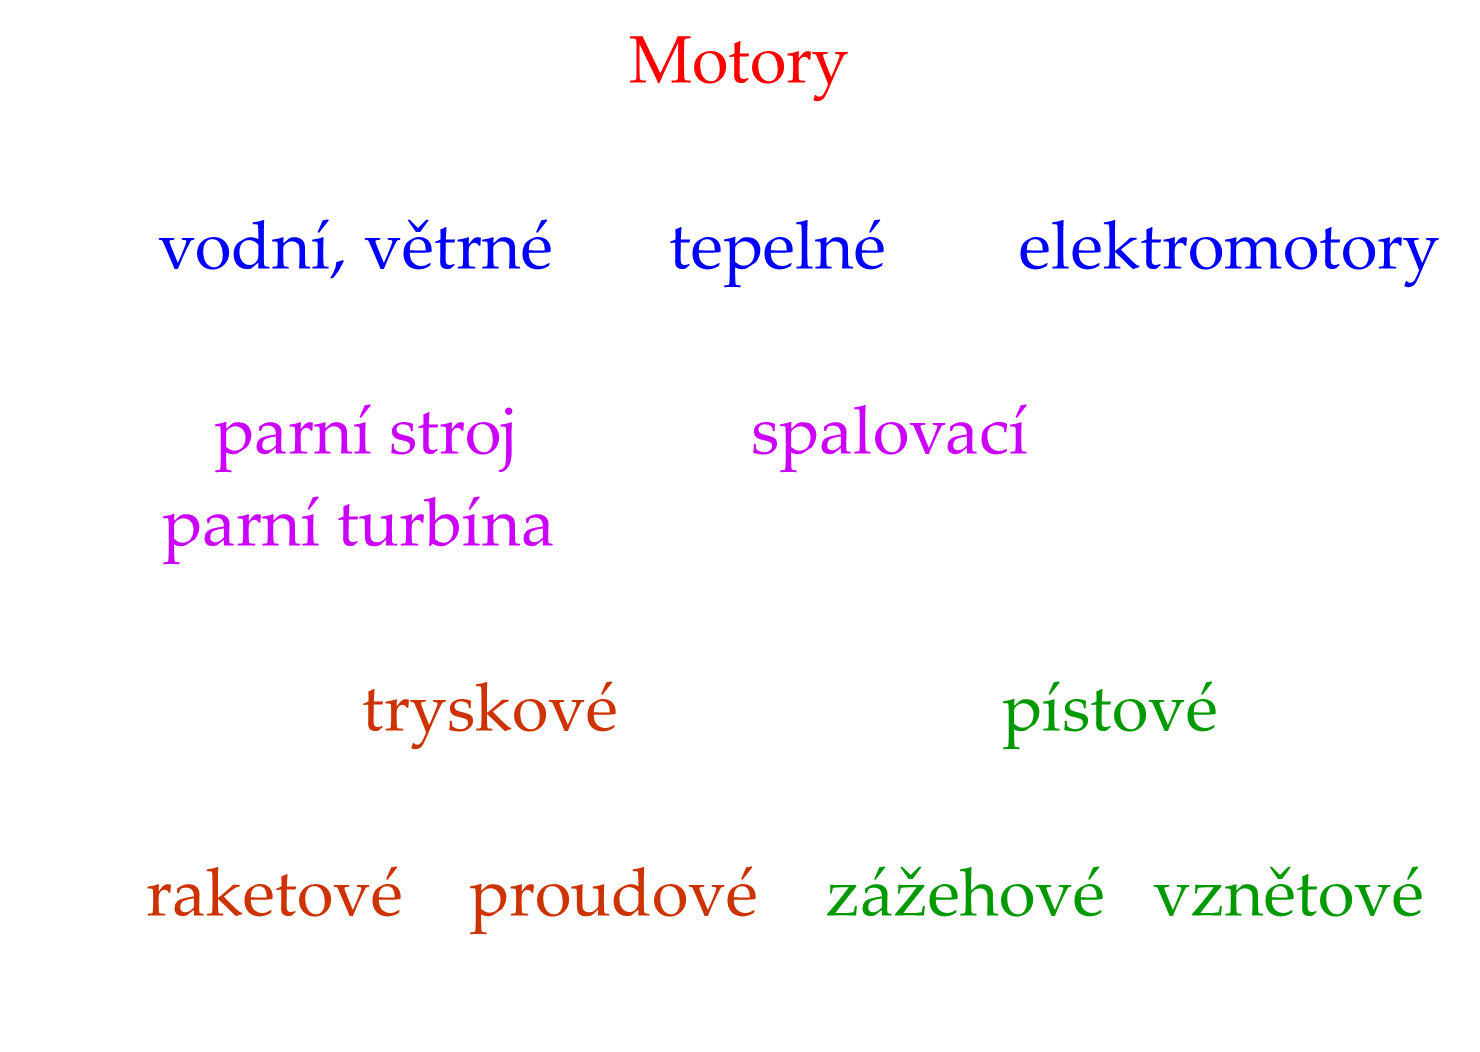 Motory
vodní, větrné tepelné elektromotory
parní stroj spalovací
parní turbína
tryskové pístové
raketové proudové zážehové vznětové